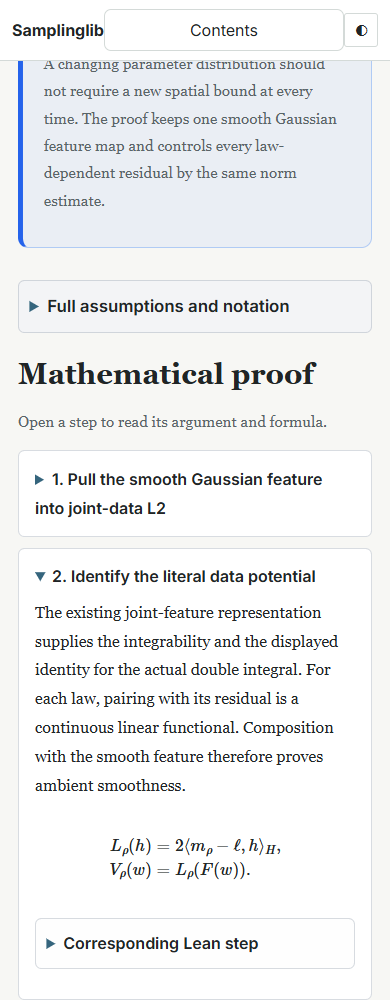 Samplinglib
Contents
A changing parameter distribution should
not require a new spatial bound at every
time. The proof keeps one smooth Gaussian
feature map and controls every law-
dependent residual by the same norm
estimate.
Full assumptions and notation
Mathematical proof
Open a step to read its argument and formula.
1. Pull the smooth Gaussian feature
into joint-data L2
2. Identify the literal data potential
The existing joint-feature representation
supplies the integrability and the displayed
identity for the actual double integral. For
each law, pairing with its residual is a
continuous linear functional. Composition
with the smooth feature therefore proves
ambient smoothness.
L_ρ(h) = 2⟨m_ρ − ℓ, h⟩_H,
V_ρ(w) = L_ρ(F(w)).
Corresponding Lean step